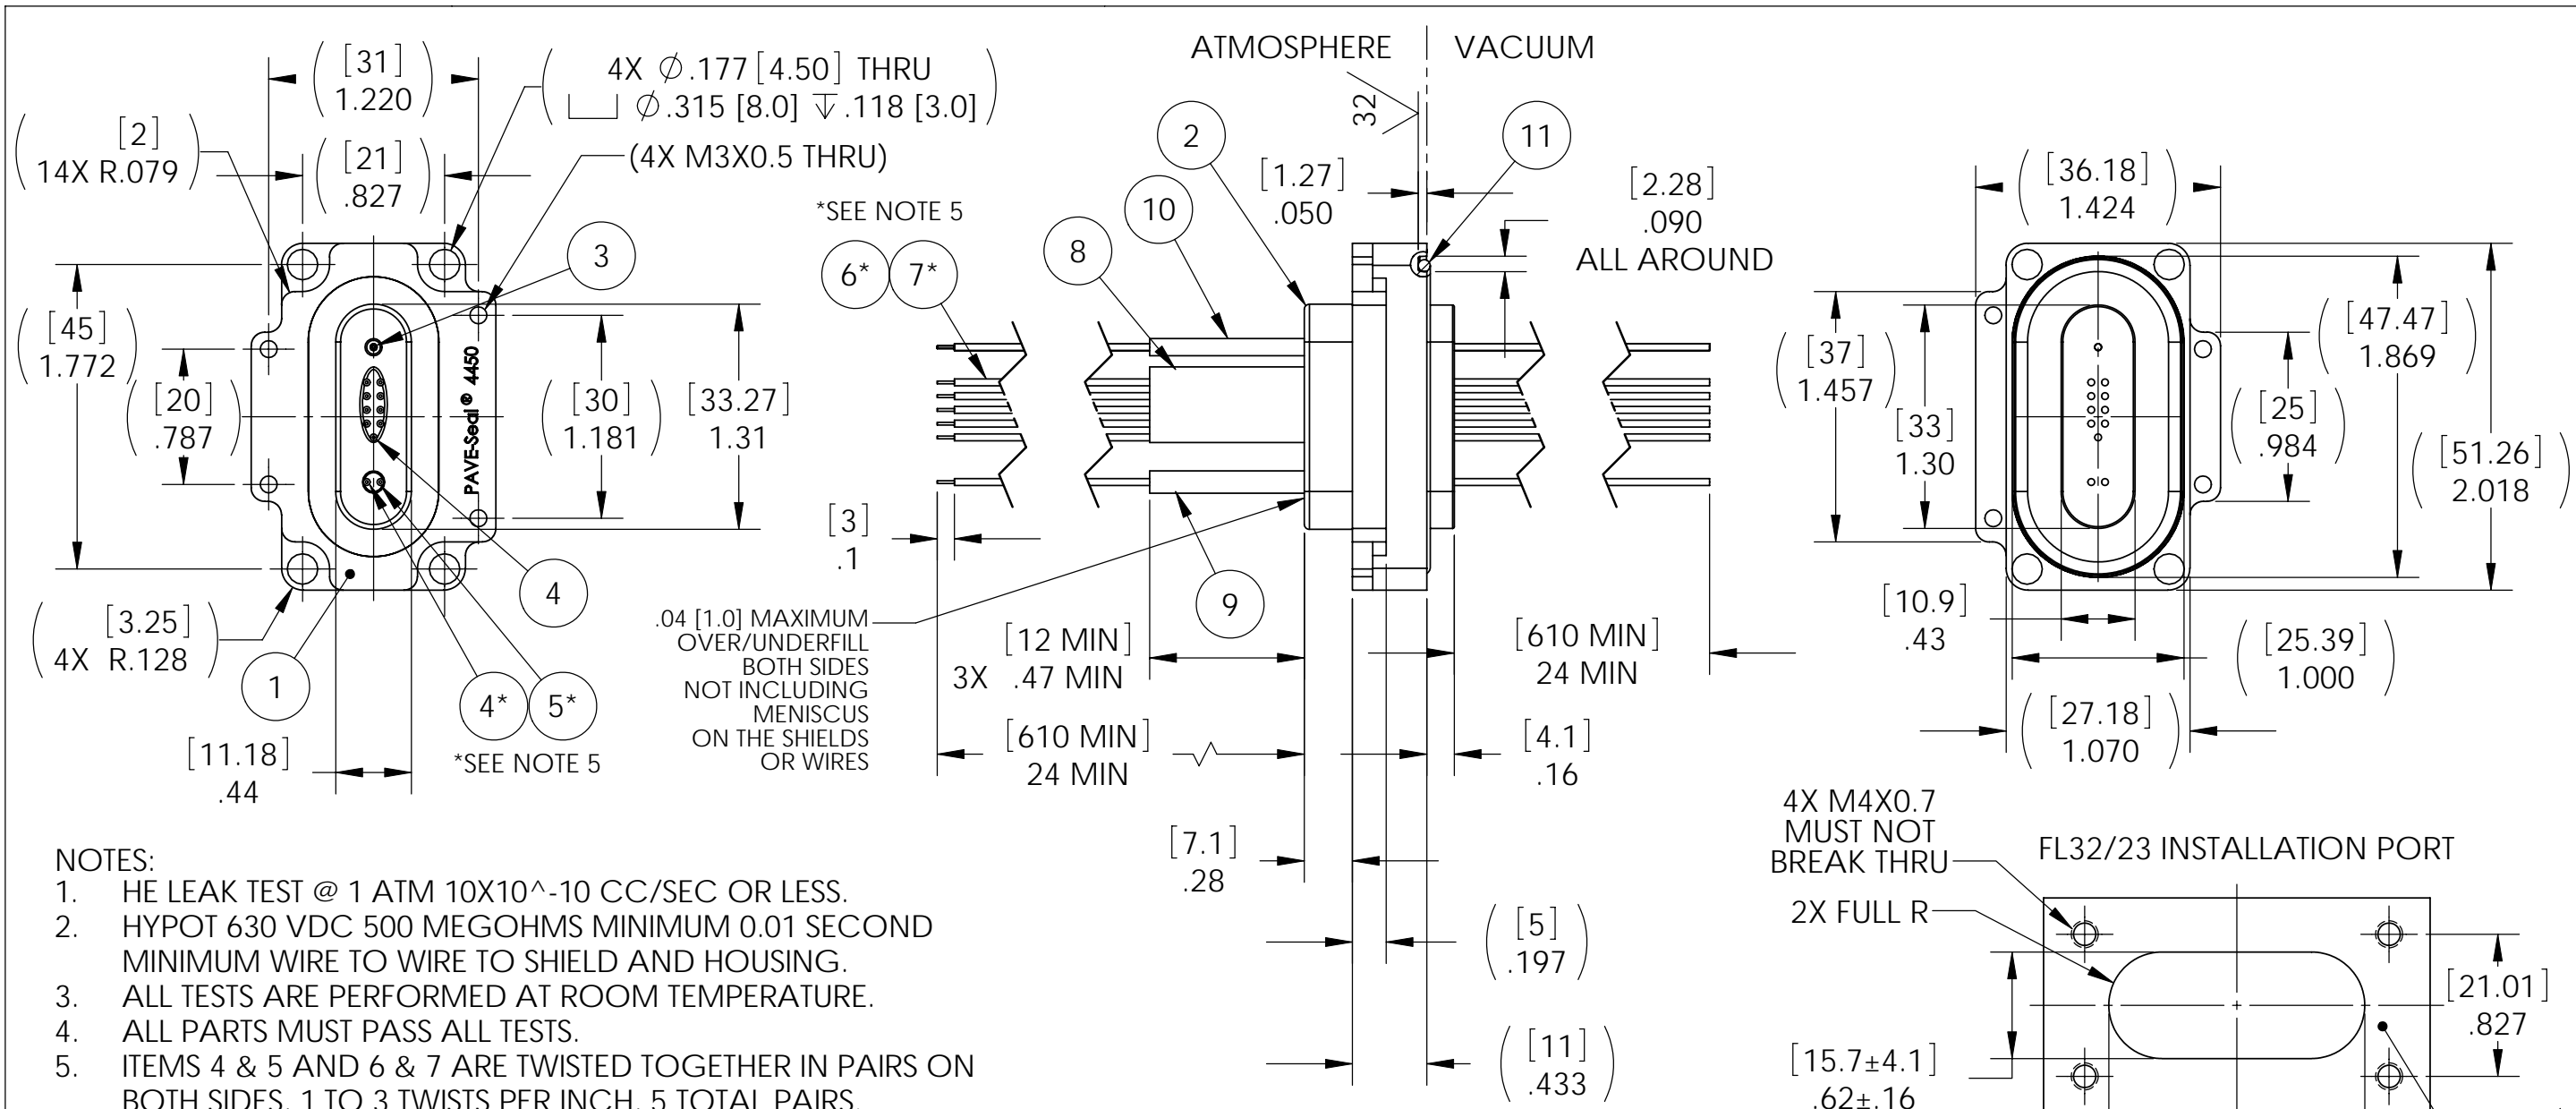 [31]
1.220
4X ⌀.177 [4.50] THRU
⌴ ⌀.315 [8.0] ↧.118 [3.0]
[2]
14X R.079
[21]
.827
(4X M3X0.5 THRU)
3
[45]
1.772
[20]
.787
PAVE-Seal® 4450
[30]
1.181
[33.27]
1.31
[3.25]
4X R.128
1
4
4*
5*
*SEE NOTE 5
[11.18]
.44
ATMOSPHERE
VACUUM
32
2
11
[1.27]
.050
[2.28]
.090
ALL AROUND
*SEE NOTE 5
6*
7*
8
10
9
[3]
.1
.04 [1.0] MAXIMUM
OVER/UNDERFILL
BOTH SIDES
NOT INCLUDING
MENISCUS
ON THE SHIELDS
OR WIRES
[12 MIN]
3X .47 MIN
[610 MIN]
24 MIN
[610 MIN]
24 MIN
[4.1]
.16
[7.1]
.28
[5]
.197
[11]
.433
[36.18]
1.424
[37]
1.457
[33]
1.30
[47.47]
1.869
[25]
.984
[51.26]
2.018
[10.9]
.43
[25.39]
1.000
[27.18]
1.070
4X M4X0.7
MUST NOT
BREAK THRU
FL32/23 INSTALLATION PORT
2X FULL R
[21.01]
.827
[15.7±4.1]
.62±.16
NOTES:
1. HE LEAK TEST @ 1 ATM 10X10^-10 CC/SEC OR LESS.
2. HYPOT 630 VDC 500 MEGOHMS MINIMUM 0.01 SECOND
MINIMUM WIRE TO WIRE TO SHIELD AND HOUSING.
3. ALL TESTS ARE PERFORMED AT ROOM TEMPERATURE.
4. ALL PARTS MUST PASS ALL TESTS.
5. ITEMS 4 & 5 AND 6 & 7 ARE TWISTED TOGETHER IN PAIRS ON
BOTH SIDES, 1 TO 3 TWISTS PER INCH, 5 TOTAL PAIRS.